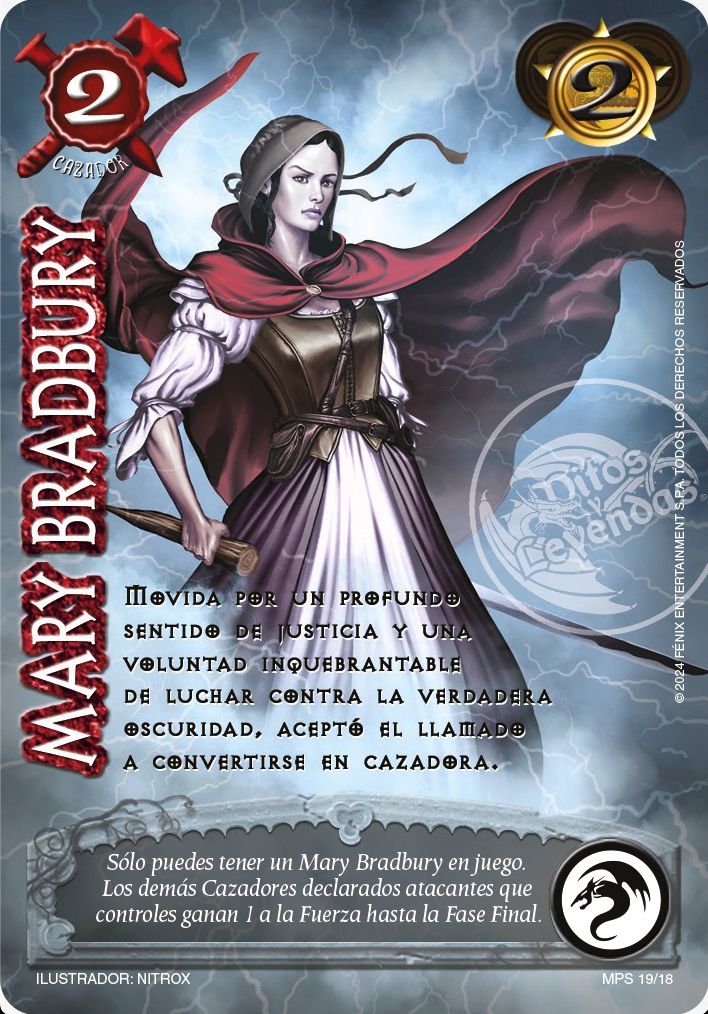 2
CAZADOR
2
MARY BRADBURY
Movida por un profundo
sentido de justicia y una
voluntad inquebrantable
de luchar contra la verdadera
oscuridad, aceptó el llamado
a convertirse en cazadora.
Mitos
y
Leyendas
©2024 FÉNIX ENTERTAINMENT S.P.A. TODOS LOS DERECHOS RESERVADOS
Sólo puedes tener un Mary Bradbury en juego.
Los demás Cazadores declarados atacantes que
controles ganan 1 a la Fuerza hasta la Fase Final.
ILUSTRADOR: NITROX
MPS 19/18